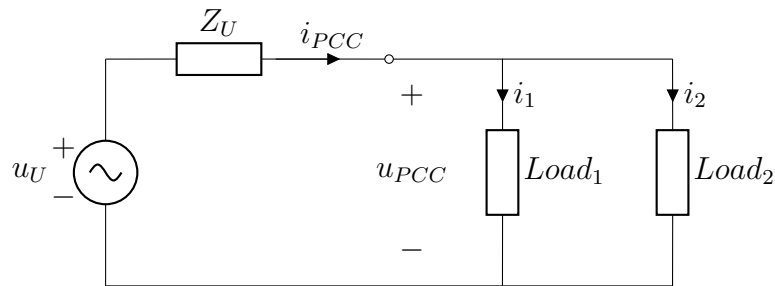 Z_U
i_PCC
+
i_1
i_2
+
u_U
u_PCC
Load_1
Load_2
−
−